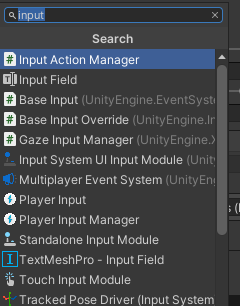 input
Search
Input Action Manager
Input Field
Base Input (UnityEngine.EventSyste
Base Input Override (UnityEngine.In
Gaze Input Manager (UnityEngine.X
Input System UI Input Module (Unity
Multiplayer Event System (UnityEng
Player Input
Player Input Manager
Standalone Input Module
TextMeshPro - Input Field
Touch Input Module
Tracked Pose Driver (Input System